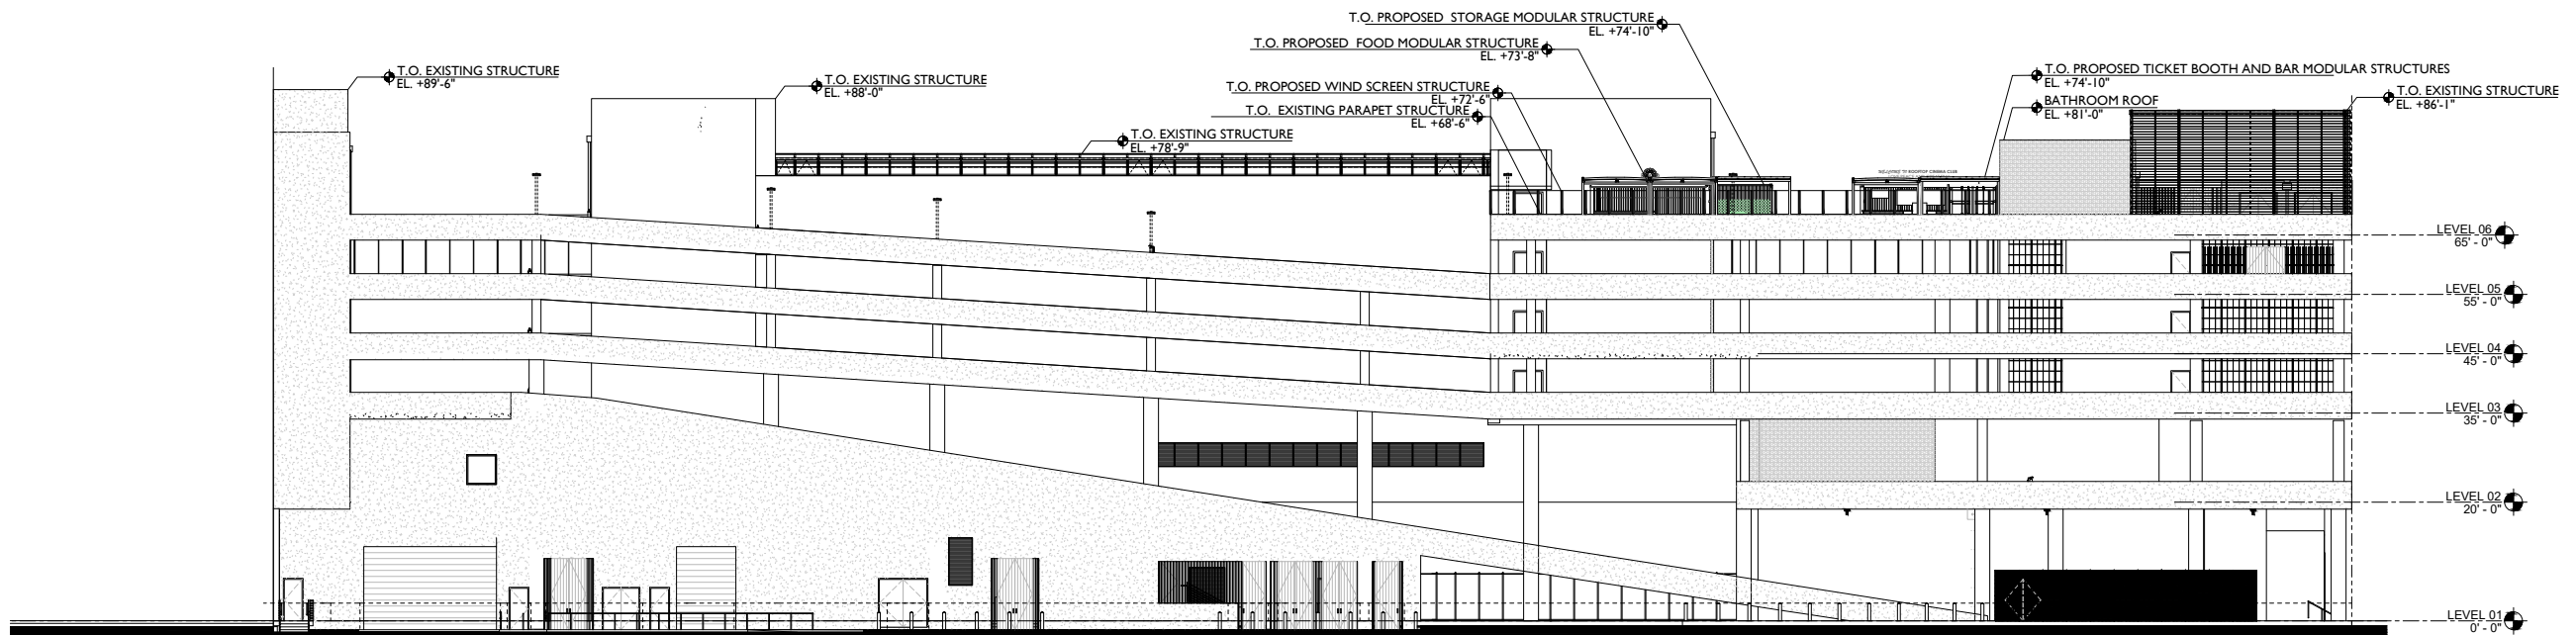 T.O. PROPOSED STORAGE MODULAR STRUCTURE
EL. +74'-10"
T.O. PROPOSED FOOD MODULAR STRUCTURE
EL. +73'-8"
T.O. EXISTING STRUCTURE
EL. +89'-6"
T.O. EXISTING STRUCTURE
EL. +88'-0"
T.O. PROPOSED WIND SCREEN STRUCTURE
EL. +72'-6"
T.O. EXISTING PARAPET STRUCTURE
EL. +68'-6"
T.O. EXISTING STRUCTURE
EL. +78'-9"
T.O. PROPOSED TICKET BOOTH AND BAR MODULAR STRUCTURES
EL. +74'-10"
BATHROOM ROOF
EL. +81'-0"
T.O. EXISTING STRUCTURE
EL. +86'-1"
ROOFTOP CINEMA CLUB
LEVEL 06
65' - 0"
LEVEL 05
55' - 0"
LEVEL 04
45' - 0"
LEVEL 03
35' - 0"
LEVEL 02
20' - 0"
LEVEL 01
0' - 0"